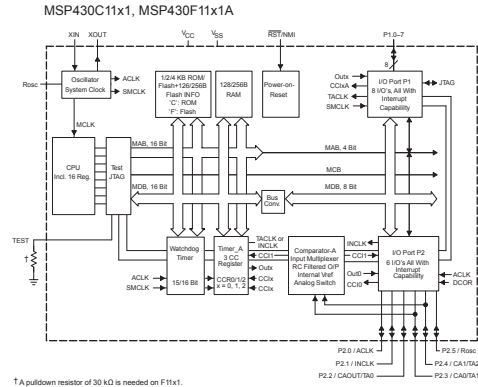 MSP430C11x1, MSP430F11x1A
XIN
XOUT
VCC
VSS
RST/NMI
P1.0–7
8
Rosc
Oscillator
System Clock
ACLK
SMCLK
1/2/4 KB ROM/
Flash+126/256B
Flash INFO
'C': ROM
'F': Flash
128/256B
RAM
Power-on-
Reset
Outx
CCIxA
TACLK
SMCLK
I/O Port P1
8 I/O's, All With
Interrupt
Capability
JTAG
MCLK
CPU
Incl. 16 Reg.
Test
JTAG
MAB, 16 Bit
MAB, 4 Bit
MCB
MDB, 16 Bit
MDB, 8 Bit
Bus
Conv.
TEST
†
Watchdog
Timer
15/16 Bit
ACLK
SMCLK
Timer_A
3 CC
Register
CCR0/1/2
x = 0, 1, 2
TACLK or
INCLK
CCI1
Outx
CCIx
CCIx
Comparator-A
Input Multiplexer
RC Filtered O/P
Internal Vref
Analog Switch
INCLK
CCI1
Out0
CCI0
I/O Port P2
6 I/O's All With
Interrupt
Capability
ACLK
DCOR
P2.0 / ACLK
P2.5 / Rosc
P2.1 / INCLK
P2.4 / CA1/TA2
P2.2 / CAOUT/TA0
P2.3 / CA0/TA1
† A pulldown resistor of 30 kΩ is needed on F11x1.